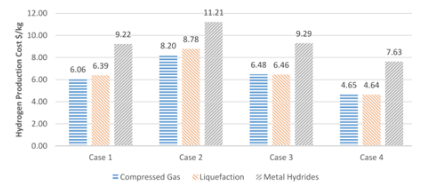 Hydrogen Production Cost $/kg
12.00
10.00
8.00
6.00
4.00
2.00
0.00
6.06 6.39 9.22
8.20 8.78 11.21
6.48 6.46 9.29
4.65 4.64 7.63
Case 1 Case 2 Case 3 Case 4
Compressed Gas Liquefaction Metal Hydrides